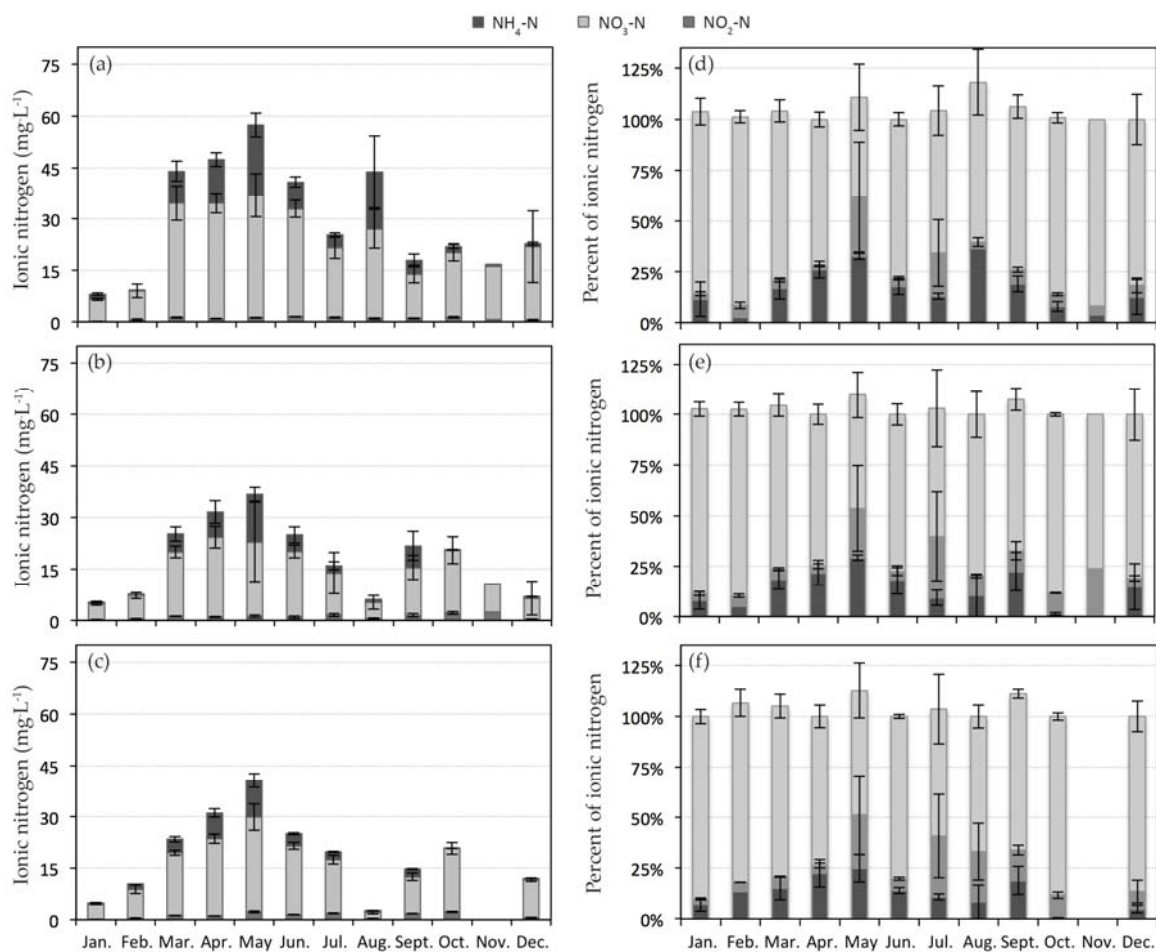 NH₄-N NO₃-N NO₂-N
(a)
Ionic nitrogen (mg·L⁻¹)
75
60
45
30
15
0
(d)
Percent of ionic nitrogen
125%
100%
75%
50%
25%
0%
(b)
Ionic nitrogen (mg·L⁻¹)
75
60
45
30
15
0
(e)
Percent of ionic nitrogen
125%
100%
75%
50%
25%
0%
(c)
Ionic nitrogen (mg·L⁻¹)
75
60
45
30
15
0
Jan. Feb. Mar. Apr. May Jun. Jul. Aug. Sept. Oct. Nov. Dec.
(f)
Percent of ionic nitrogen
125%
100%
75%
50%
25%
0%
Jan. Feb. Mar. Apr. May Jun. Jul. Aug. Sept. Oct. Nov. Dec.